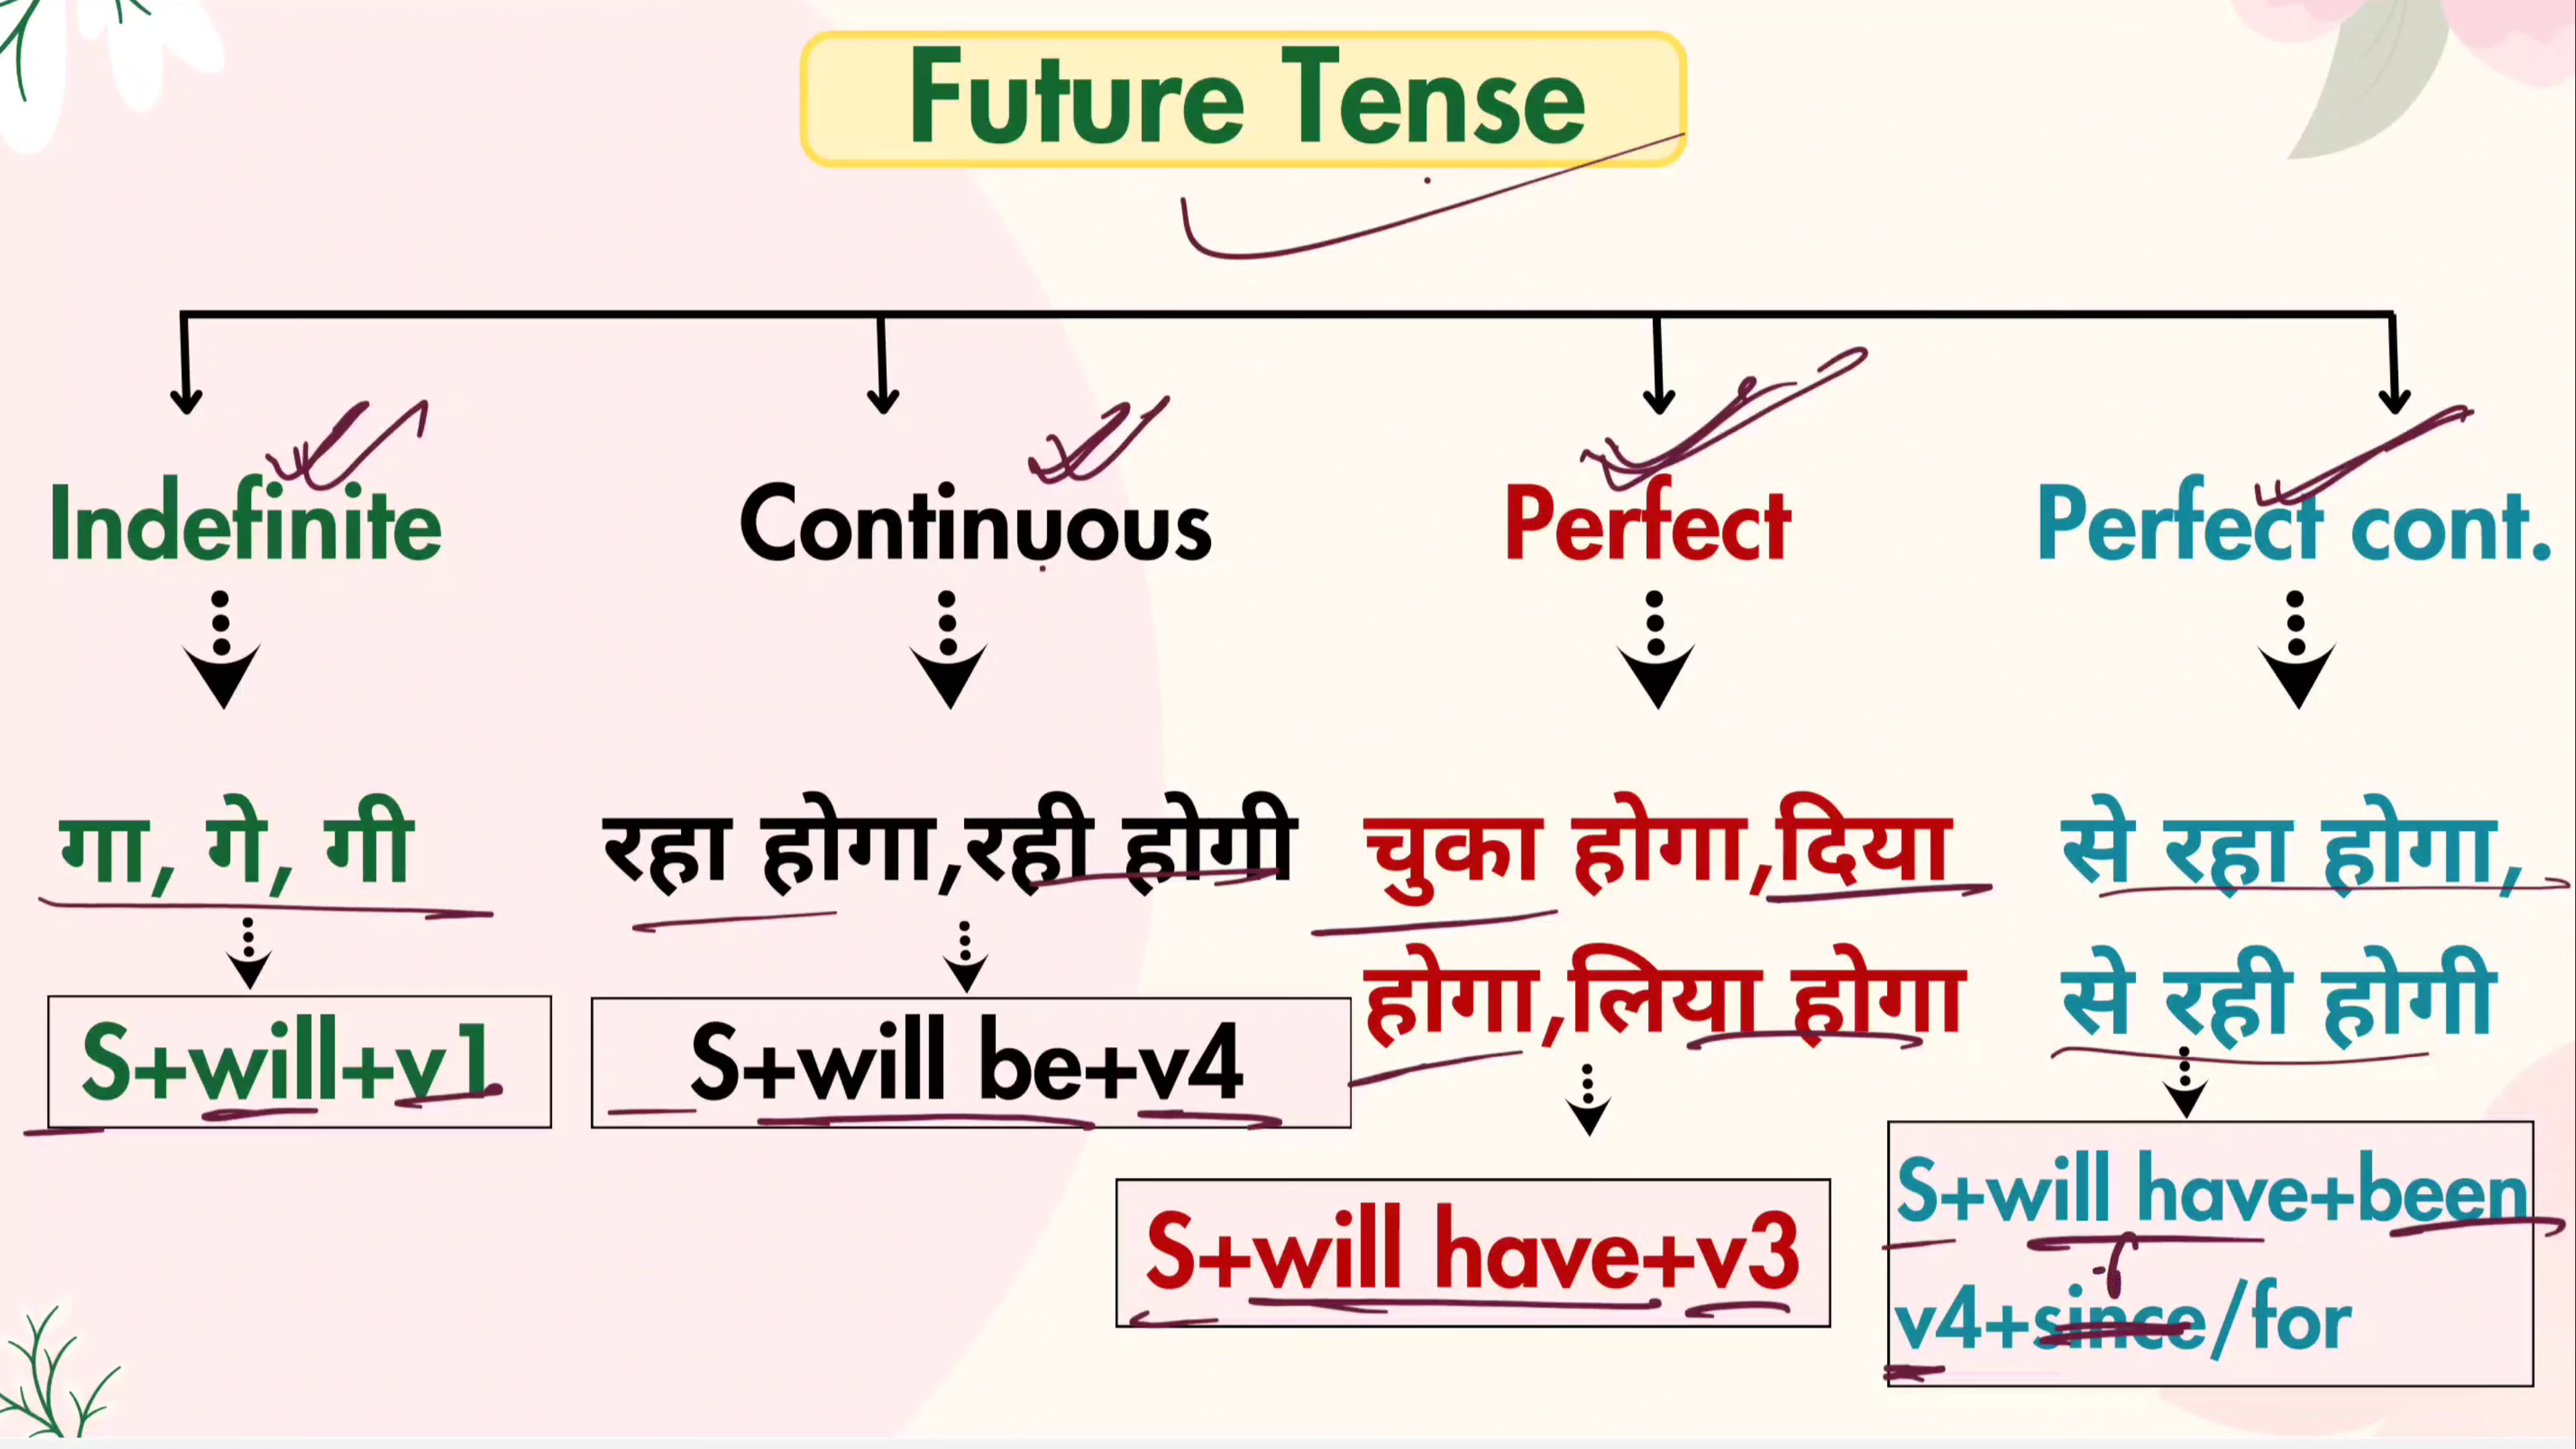 Future Tense
Indefinite
Continuous
Perfect
Perfect cont.
गा, गे, गी
रहा होगा,रही होगी
चुका होगा,दिया
होगा,लिया होगा
से रहा होगा,
से रही होगी
S+will+v1
S+will be+v4
S+will have+v3
S+will have+been
v4+since/for